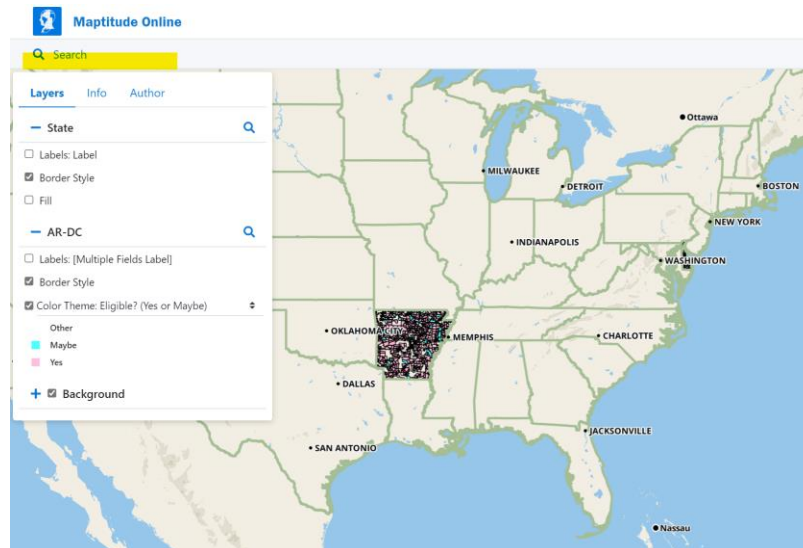 Maptitude Online
Search
Layers Info Author
State
Labels: Label
Border Style
Fill
AR-DC
Labels: [Multiple Fields Label]
Border Style
Color Theme: Eligible? (Yes or Maybe)
Other
Maybe
Yes
Background
Ottawa
MILWAUKEE
DETROIT
BOSTON
NEW YORK
INDIANAPOLIS
WASHINGTON
OKLAHOMA CITY
MEMPHIS
CHARLOTTE
DALLAS
JACKSONVILLE
SAN ANTONIO
Nassau